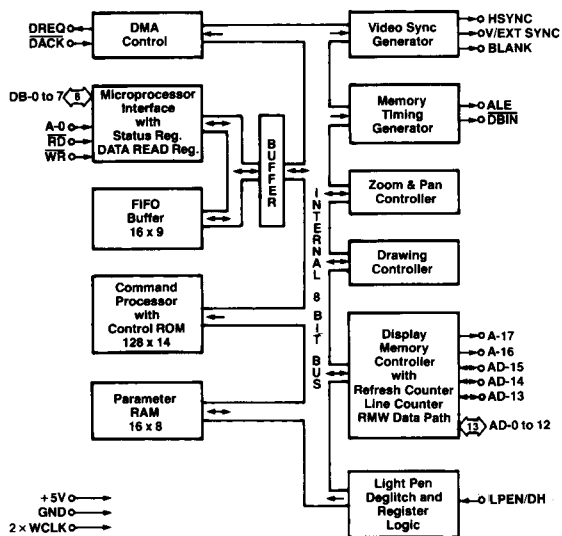 DREQ
DACK
DMA
Control
Video Sync
Generator
HSYNC
V/EXT SYNC
BLANK
DB-0 to 7
8
A-0
RD
WR
Microprocessor
Interface
with
Status Reg.
DATA READ Reg.
BUFFER
Memory
Timing
Generator
ALE
DBIN
FIFO
Buffer
16 x 9
INTERNAL 8 BIT BUS
Zoom & Pan
Controller
Drawing
Controller
Command
Processor
with
Control ROM
128 x 14
Display
Memory
Controller
with
Refresh Counter
Line Counter
RMW Data Path
A-17
A-16
AD-15
AD-14
AD-13
13
AD-0 to 12
Parameter
RAM
16 x 8
Light Pen
Deglitch and
Register
Logic
LPEN/DH
+5V
GND
2 × WCLK